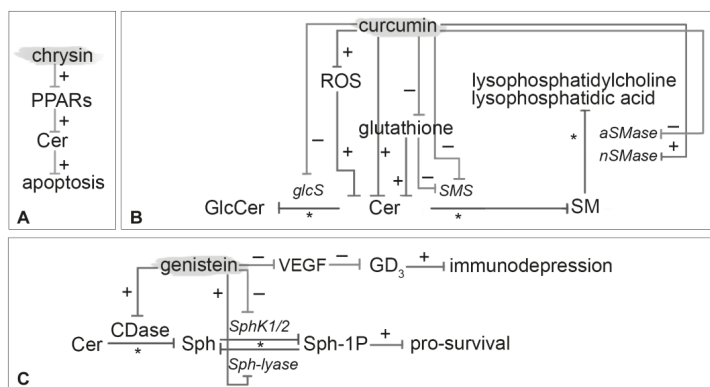 chrysin
+
PPARs
+
Cer
+
apoptosis
A
curcumin
+
ROS
–
lysophosphatidylcholine
lysophosphatidic acid
glutathione
–
+
+
–
*
aSMase –
nSMase +
glcS
+
–
SMS
GlcCer * Cer * SM
B
genistein – VEGF – GD3 + immunodepression
+
+
–
CDase
SphK1/2
Cer * Sph * Sph-1P + pro-survival
Sph-lyase
C